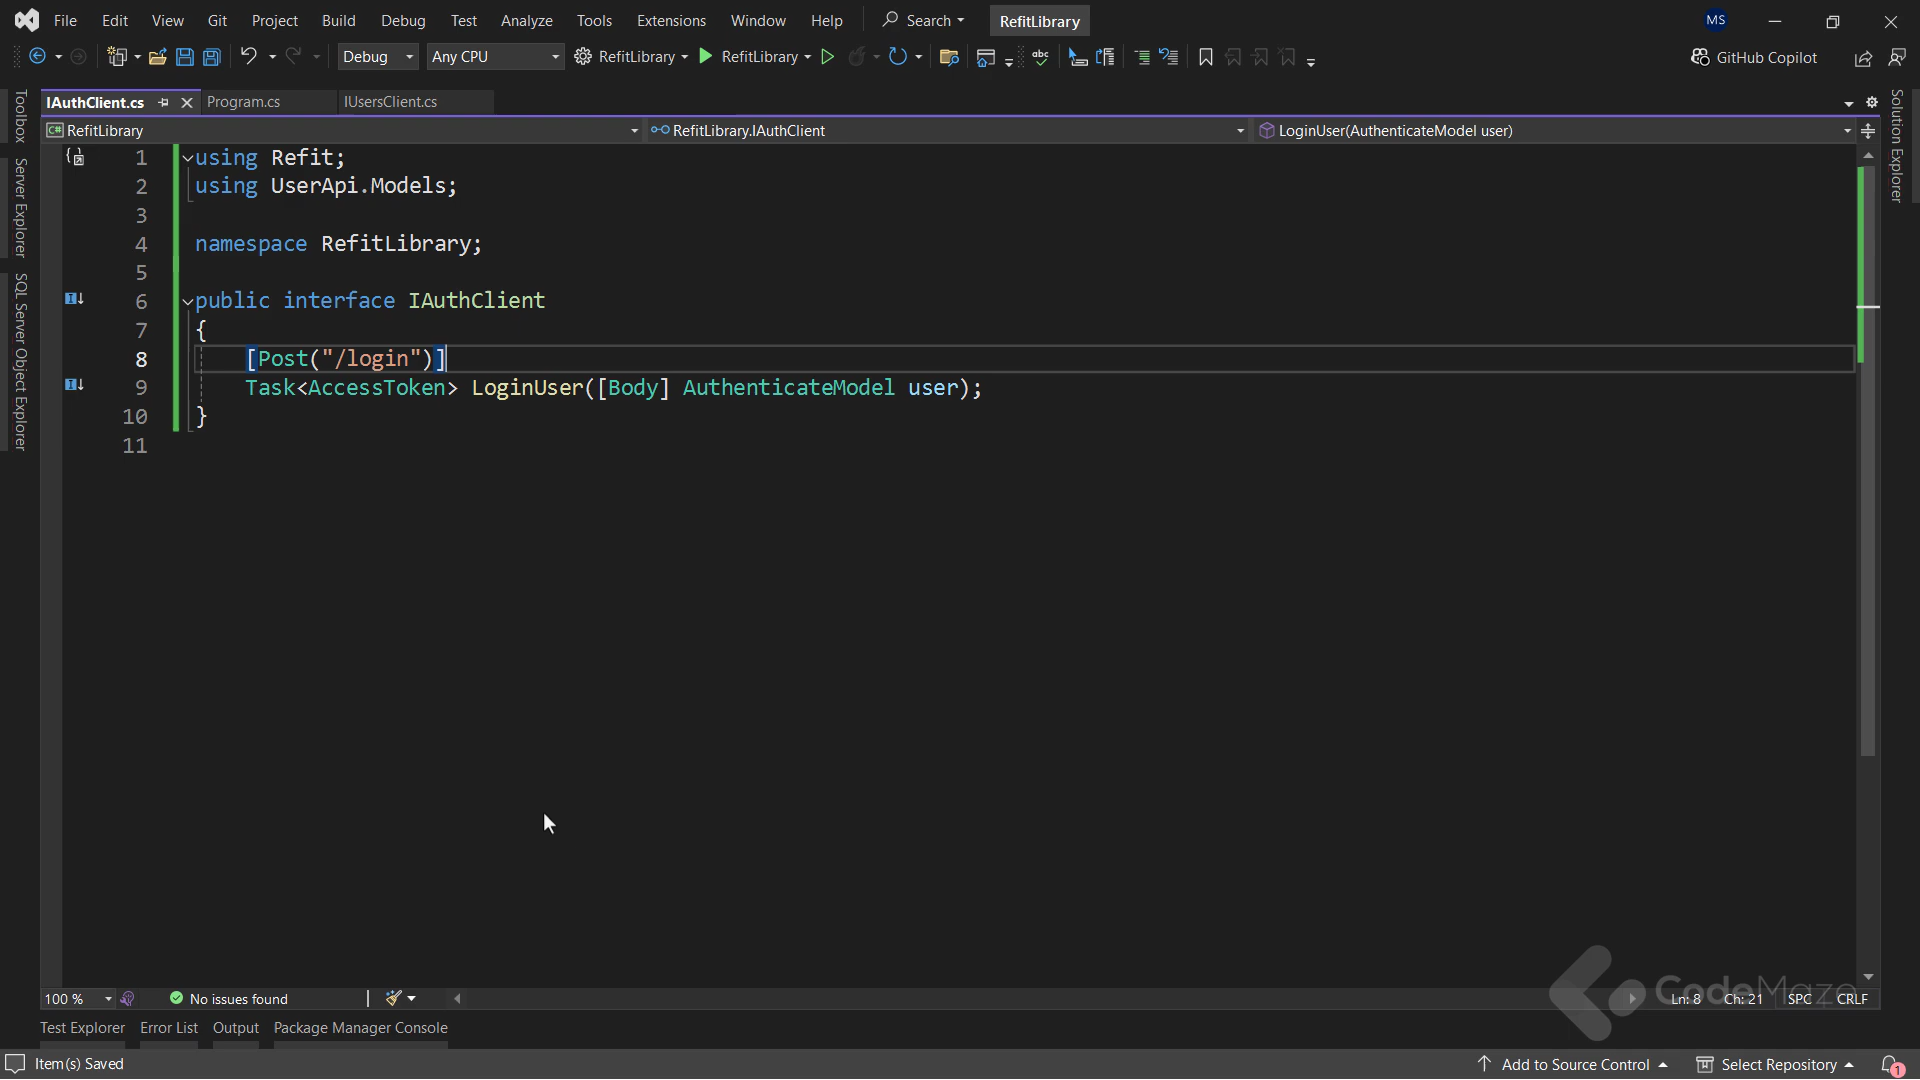 File Edit View Git Project Build Debug Test Analyze Tools Extensions Window Help Search RefitLibrary MS
Debug Any CPU RefitLibrary RefitLibrary abc GitHub Copilot
IAuthClient.cs Program.cs IUsersClient.cs
C# RefitLibrary RefitLibrary.IAuthClient LoginUser(AuthenticateModel user)
Toolbox
Server Explorer
SQL Server Object Explorer
Solution Explorer
1 using Refit;
2 using UserApi.Models;
3
4 namespace RefitLibrary;
5
6 public interface IAuthClient
7 {
8 [Post("/login")]
9 Task<AccessToken> LoginUser([Body] AuthenticateModel user);
10 }
11
100 % No issues found Ln: 8 Ch: 21 SPC CRLF
CodeMaze
Test Explorer Error List Output Package Manager Console
Item(s) Saved Add to Source Control Select Repository 1